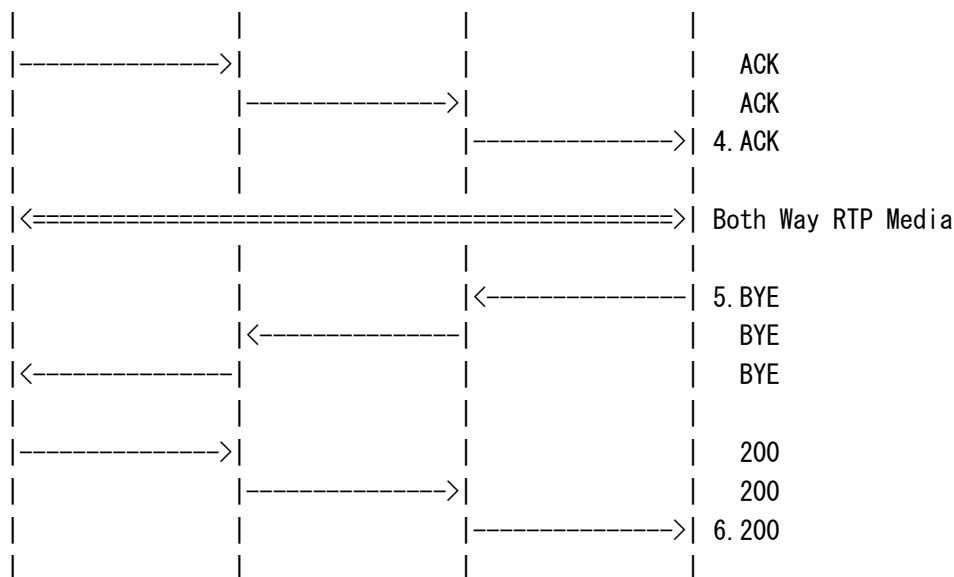 ACK
ACK
4. ACK
Both Way RTP Media
5. BYE
BYE
BYE
200
200
6. 200